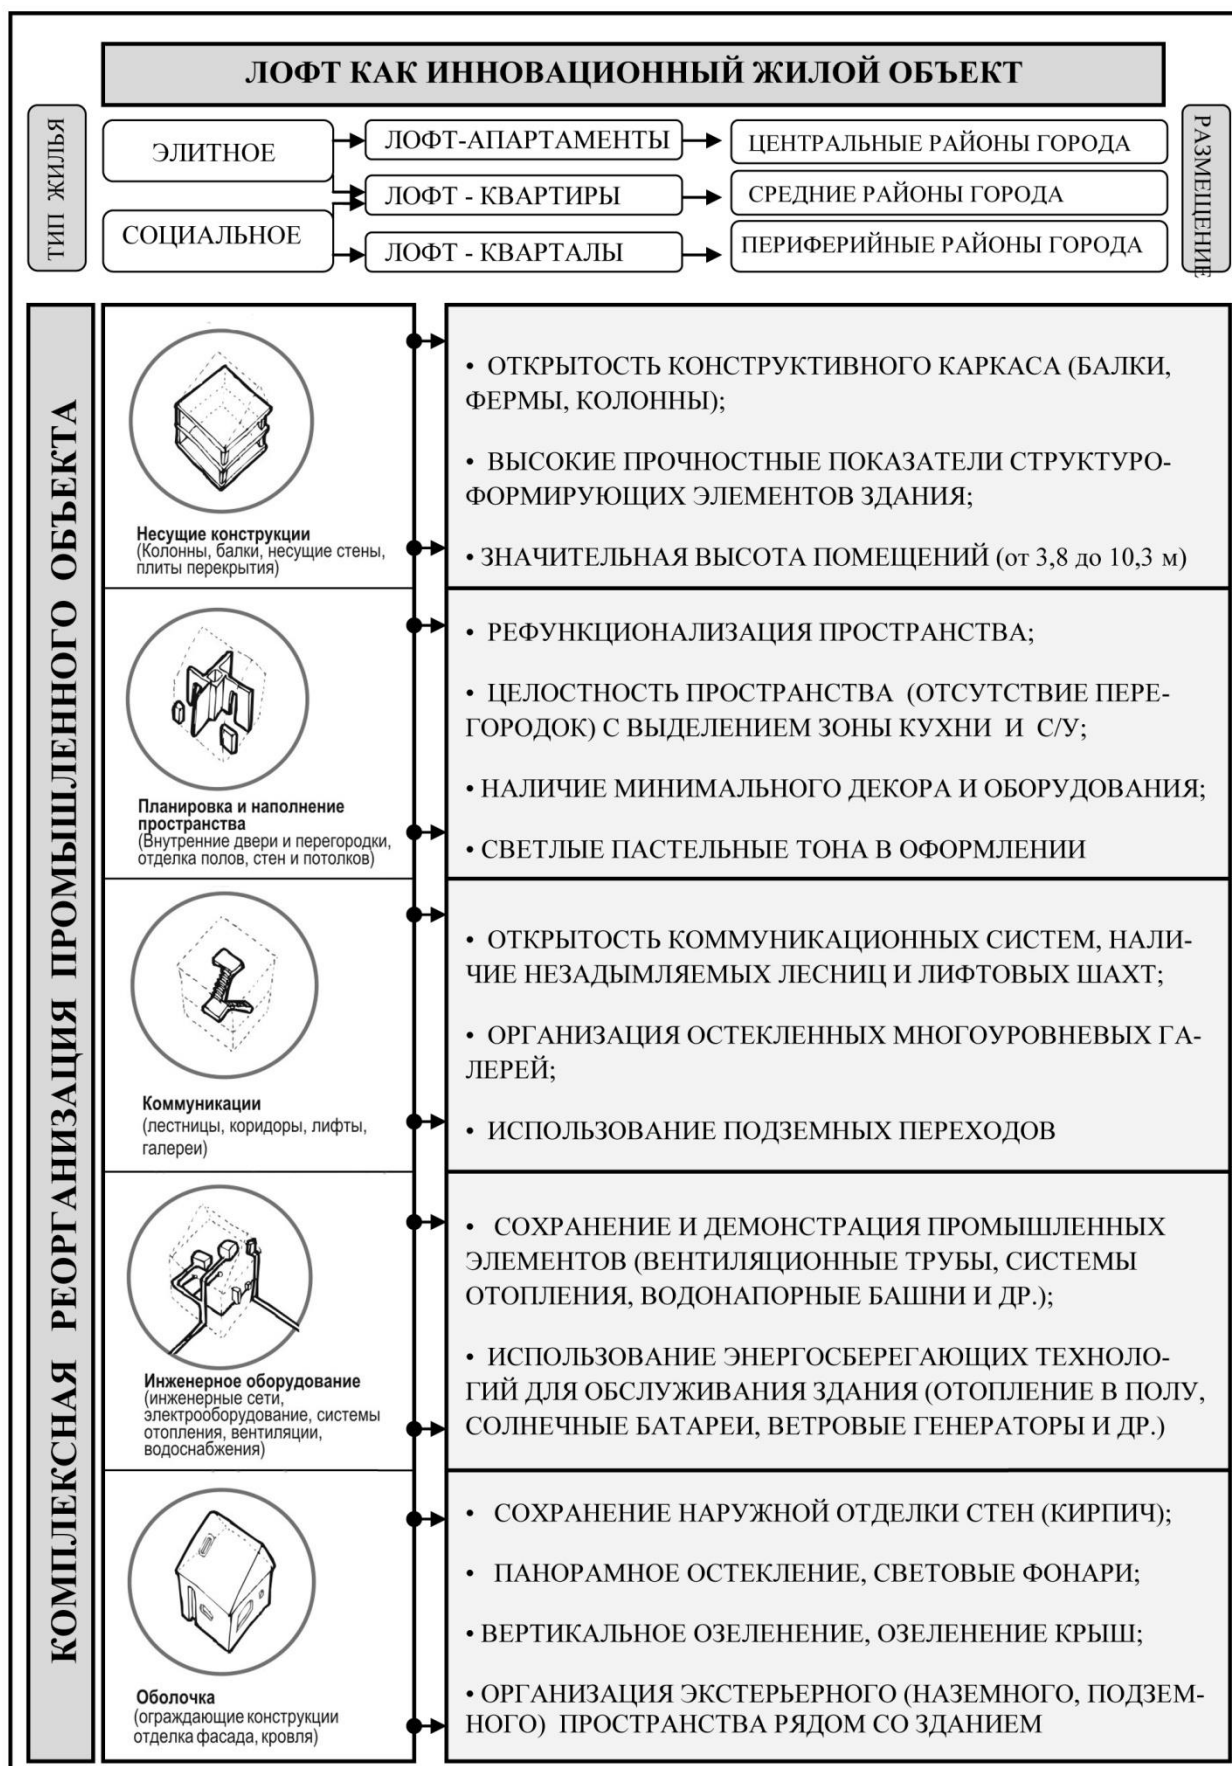 ЛОФТ КАК ИННОВАЦИОННЫЙ ЖИЛОЙ ОБЪЕКТ
ТИП ЖИЛЬЯ
ЭЛИТНОЕ
СОЦИАЛЬНОЕ
ЛОФТ-АПАРТАМЕНТЫ
ЛОФТ - КВАРТИРЫ
ЛОФТ - КВАРТАЛЫ
ЦЕНТРАЛЬНЫЕ РАЙОНЫ ГОРОДА
СРЕДНИЕ РАЙОНЫ ГОРОДА
ПЕРИФЕРИЙНЫЕ РАЙОНЫ ГОРОДА
РАЗМЕЩЕНИЕ
КОМПЛЕКСНАЯ РЕОРГАНИЗАЦИЯ ПРОМЫШЛЕННОГО ОБЪЕКТА
Несущие конструкции
(Колонны, балки, несущие стены,
плиты перекрытия)
• ОТКРЫТОСТЬ КОНСТРУКТИВНОГО КАРКАСА (БАЛКИ,
ФЕРМЫ, КОЛОННЫ);
• ВЫСОКИЕ ПРОЧНОСТНЫЕ ПОКАЗАТЕЛИ СТРУКТУРО-
ФОРМИРУЮЩИХ ЭЛЕМЕНТОВ ЗДАНИЯ;
• ЗНАЧИТЕЛЬНАЯ ВЫСОТА ПОМЕЩЕНИЙ (от 3,8 до 10,3 м)
Планировка и наполнение
пространства
(Внутренние двери и перегородки,
отделка полов, стен и потолков)
• РЕФУНКЦИОНАЛИЗАЦИЯ ПРОСТРАНСТВА;
• ЦЕЛОСТНОСТЬ ПРОСТРАНСТВА (ОТСУТСТВИЕ ПЕРЕ-
ГОРОДОК) С ВЫДЕЛЕНИЕМ ЗОНЫ КУХНИ И С/У;
• НАЛИЧИЕ МИНИМАЛЬНОГО ДЕКОРА И ОБОРУДОВАНИЯ;
• СВЕТЛЫЕ ПАСТЕЛЬНЫЕ ТОНА В ОФОРМЛЕНИИ
Коммуникации
(лестницы, коридоры, лифты,
галереи)
• ОТКРЫТОСТЬ КОММУНИКАЦИОННЫХ СИСТЕМ, НАЛИ-
ЧИЕ НЕЗАДЫМЛЯЕМЫХ ЛЕСНИЦ И ЛИФТОВЫХ ШАХТ;
• ОРГАНИЗАЦИЯ ОСТЕКЛЕННЫХ МНОГОУРОВНЕВЫХ ГА-
ЛЕРЕЙ;
• ИСПОЛЬЗОВАНИЕ ПОДЗЕМНЫХ ПЕРЕХОДОВ
Инженерное оборудование
(инженерные сети,
электрооборудование, системы
отопления, вентиляции,
водоснабжения)
• СОХРАНЕНИЕ И ДЕМОНСТРАЦИЯ ПРОМЫШЛЕННЫХ
ЭЛЕМЕНТОВ (ВЕНТИЛЯЦИОННЫЕ ТРУБЫ, СИСТЕМЫ
ОТОПЛЕНИЯ, ВОДОНАПОРНЫЕ БАШНИ И ДР.);
• ИСПОЛЬЗОВАНИЕ ЭНЕРГОСБЕРЕГАЮЩИХ ТЕХНОЛО-
ГИЙ ДЛЯ ОБСЛУЖИВАНИЯ ЗДАНИЯ (ОТОПЛЕНИЕ В ПОЛУ,
СОЛНЕЧНЫЕ БАТАРЕИ, ВЕТРОВЫЕ ГЕНЕРАТОРЫ И ДР.)
Оболочка
(ограждающие конструкции
отделка фасада, кровля)
• СОХРАНЕНИЕ НАРУЖНОЙ ОТДЕЛКИ СТЕН (КИРПИЧ);
• ПАНОРАМНОЕ ОСТЕКЛЕНИЕ, СВЕТОВЫЕ ФОНАРИ;
• ВЕРТИКАЛЬНОЕ ОЗЕЛЕНЕНИЕ, ОЗЕЛЕНЕНИЕ КРЫШ;
• ОРГАНИЗАЦИЯ ЭКСТЕРЬЕРНОГО (НАЗЕМНОГО, ПОДЗЕМ-
НОГО) ПРОСТРАНСТВА РЯДОМ СО ЗДАНИЕМ